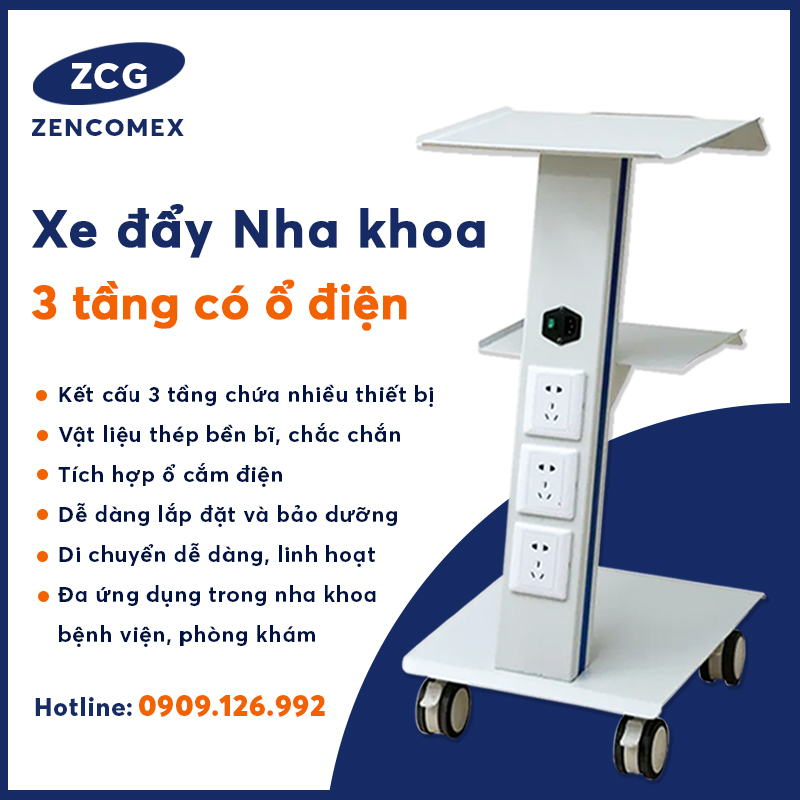 ZCG
ZENCOMEX
Xe đẩy Nha khoa
3 tầng có ổ điện
Kết cấu 3 tầng chứa nhiều thiết bị
Vật liệu thép bền bĩ, chắc chắn
Tích hợp ổ cắm điện
Dễ dàng lắp đặt và bảo dưỡng
Di chuyển dễ dàng, linh hoạt
Đa ứng dụng trong nha khoa
bệnh viện, phòng khám
Hotline: 0909.126.992